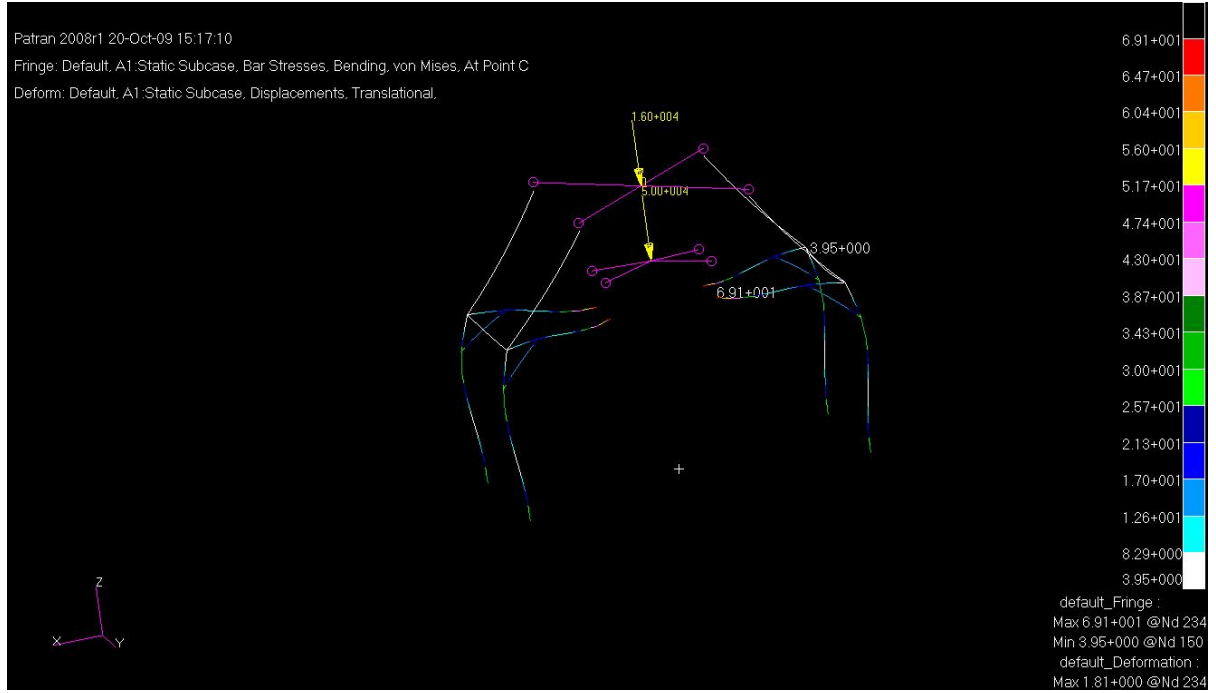 Patran 2008r1 20-Oct-09 15:17:10
Fringe: Default, A1:Static Subcase, Bar Stresses, Bending, von Mises, At Point C
Deform: Default, A1:Static Subcase, Displacements, Translational,
1.60+004
5.00+004
3.95+000
6.91+001
6.91+001
6.47+001
6.04+001
5.60+001
5.17+001
4.74+001
4.30+001
3.87+001
3.43+001
3.00+001
2.57+001
2.13+001
1.70+001
1.26+001
8.29+000
3.95+000
default_Fringe :
Max 6.91+001 @Nd 234
Min 3.95+000 @Nd 150
default_Deformation :
Max 1.81+000 @Nd 234
Z
X
Y